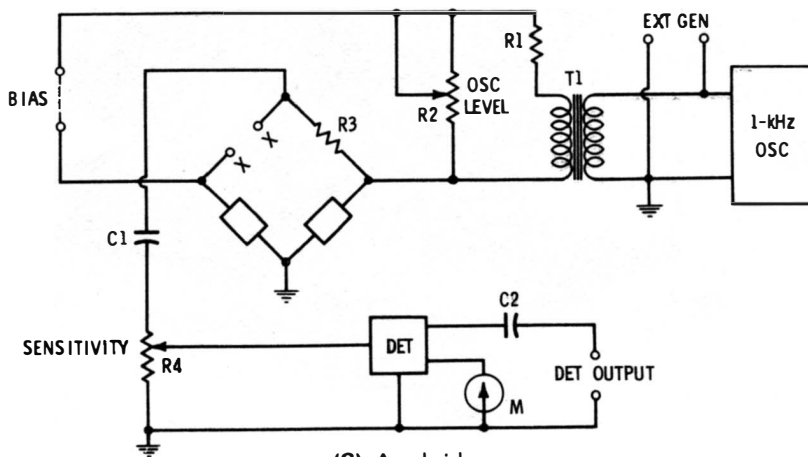 EXT GEN
R1
T1
BIAS
OSC
LEVEL
R2
R3
X
X
1-kHz
OSC
C1
C2
SENSITIVITY
R4
DET
DET OUTPUT
M